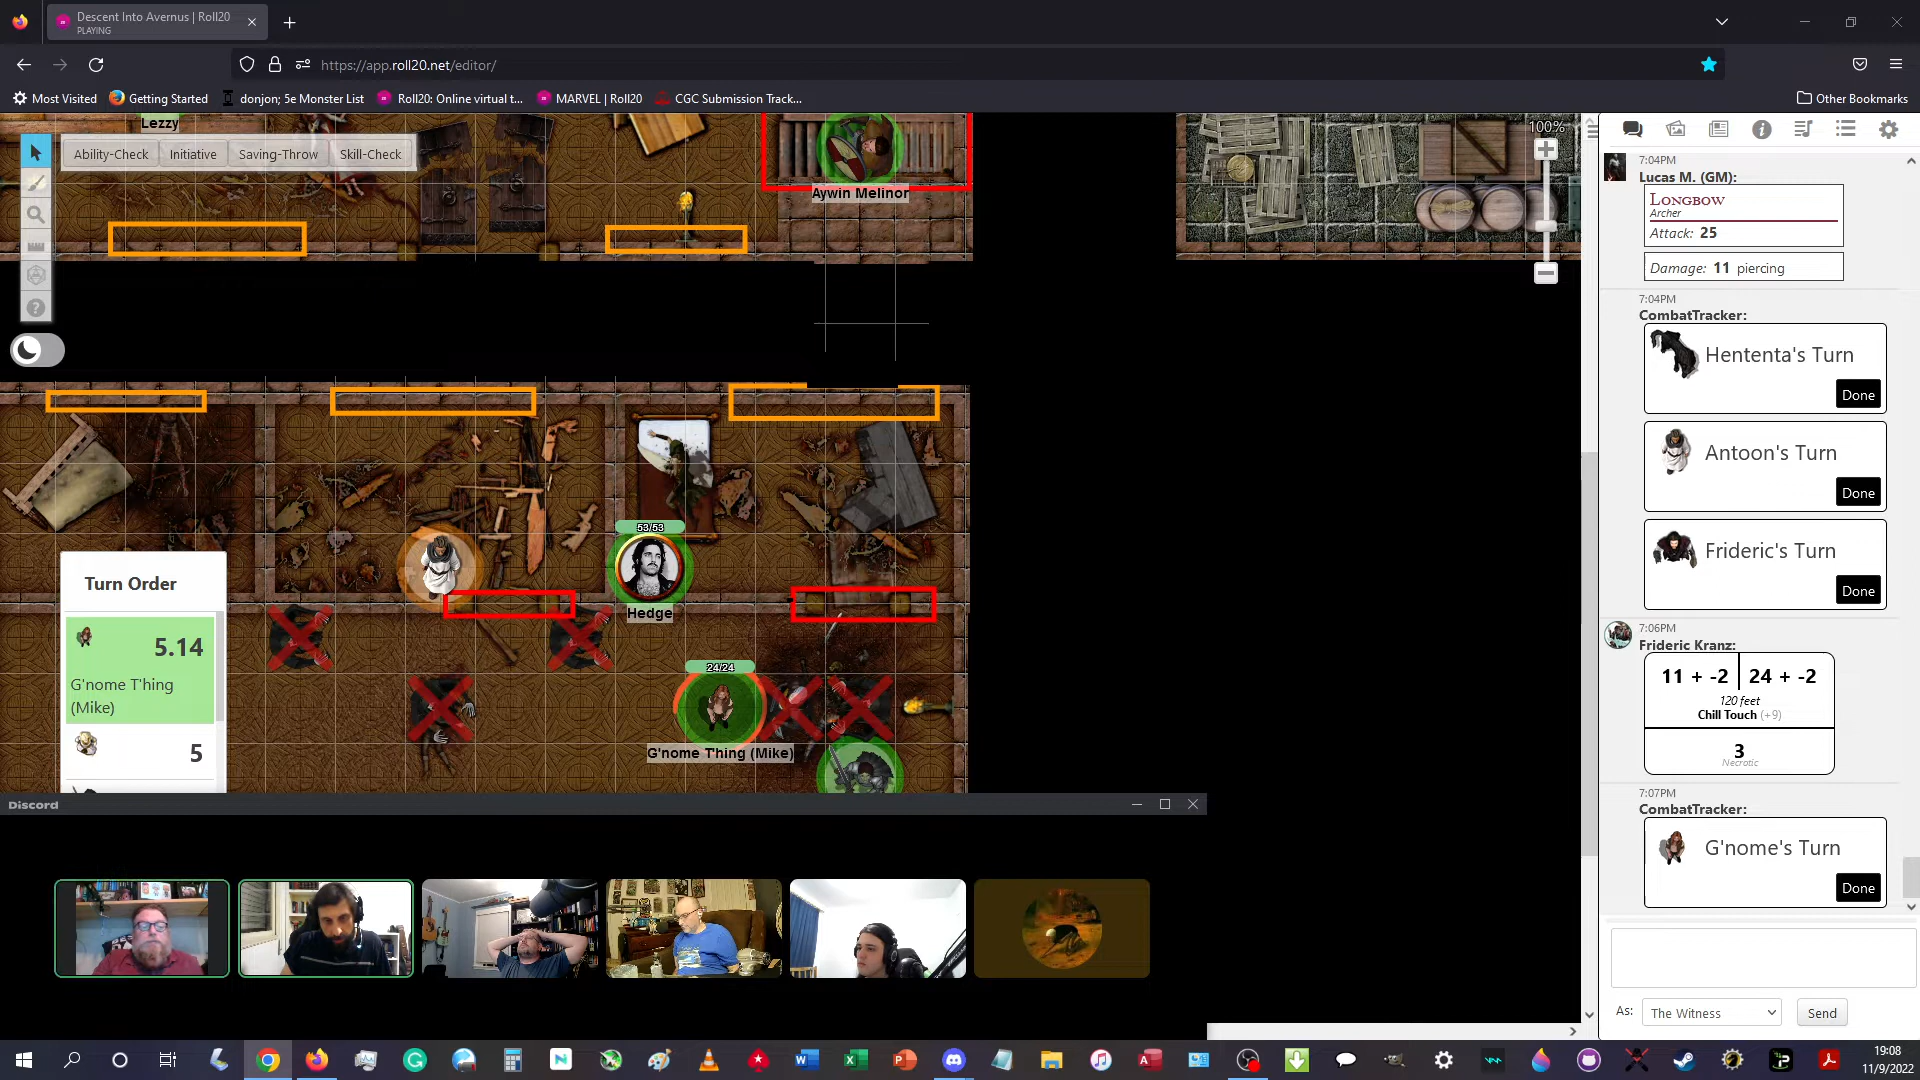 Descent Into Avernus | Roll20
PLAYING
https://app.roll20.net/editor/
Most Visited
Getting Started
donjon; 5e Monster List
Roll20: Online virtual t...
MARVEL | Roll20
CGC Submission Track...
Other Bookmarks
Lezzy
Ability-Check
Initiative
Saving-Throw
Skill-Check
Aywin Melinor
100%
53/53
Hedge
24/24
G'nome T'hing (Mike)
Turn Order
5.14
G'nome T'hing
(Mike)
5
7:04PM
Lucas M. (GM):
LONGBOW
Archer
Attack: 25
Damage: 11 piercing
7:04PM
CombatTracker:
Hententa's Turn
Done
Antoon's Turn
Done
Frideric's Turn
Done
7:06PM
Frideric Kranz:
11 + -2 | 24 + -2
120 feet
Chill Touch (+9)
3
Necrotic
7:07PM
CombatTracker:
G'nome's Turn
Done
As:
The Witness
Send
Discord
19:08
11/9/2022